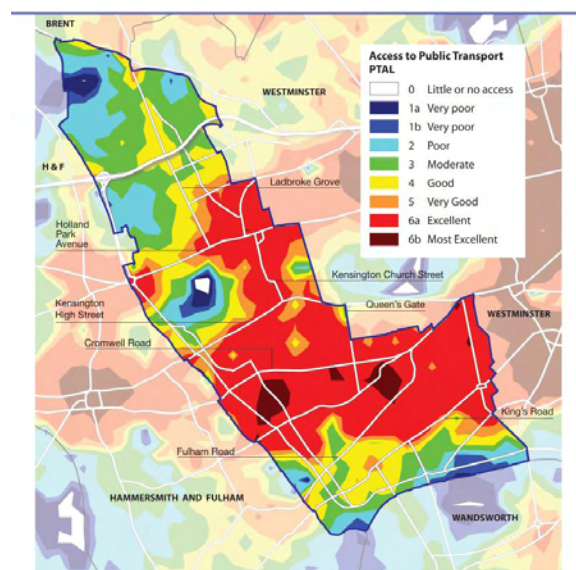 BRENT
Access to Public Transport
PTAL
0 Little or no access
1a Very poor
1b Very poor
2 Poor
3 Moderate
4 Good
5 Very Good
6a Excellent
6b Most Excellent
WESTMINSTER
H & F
Ladbroke Grove
Holland
Park
Avenue
Kensington Church Street
Kensington
High Street
Queen's Gate
WESTMINSTER
Cromwell Road
King's Road
Fulham Road
HAMMERSMITH AND FULHAM
WANDSWORTH